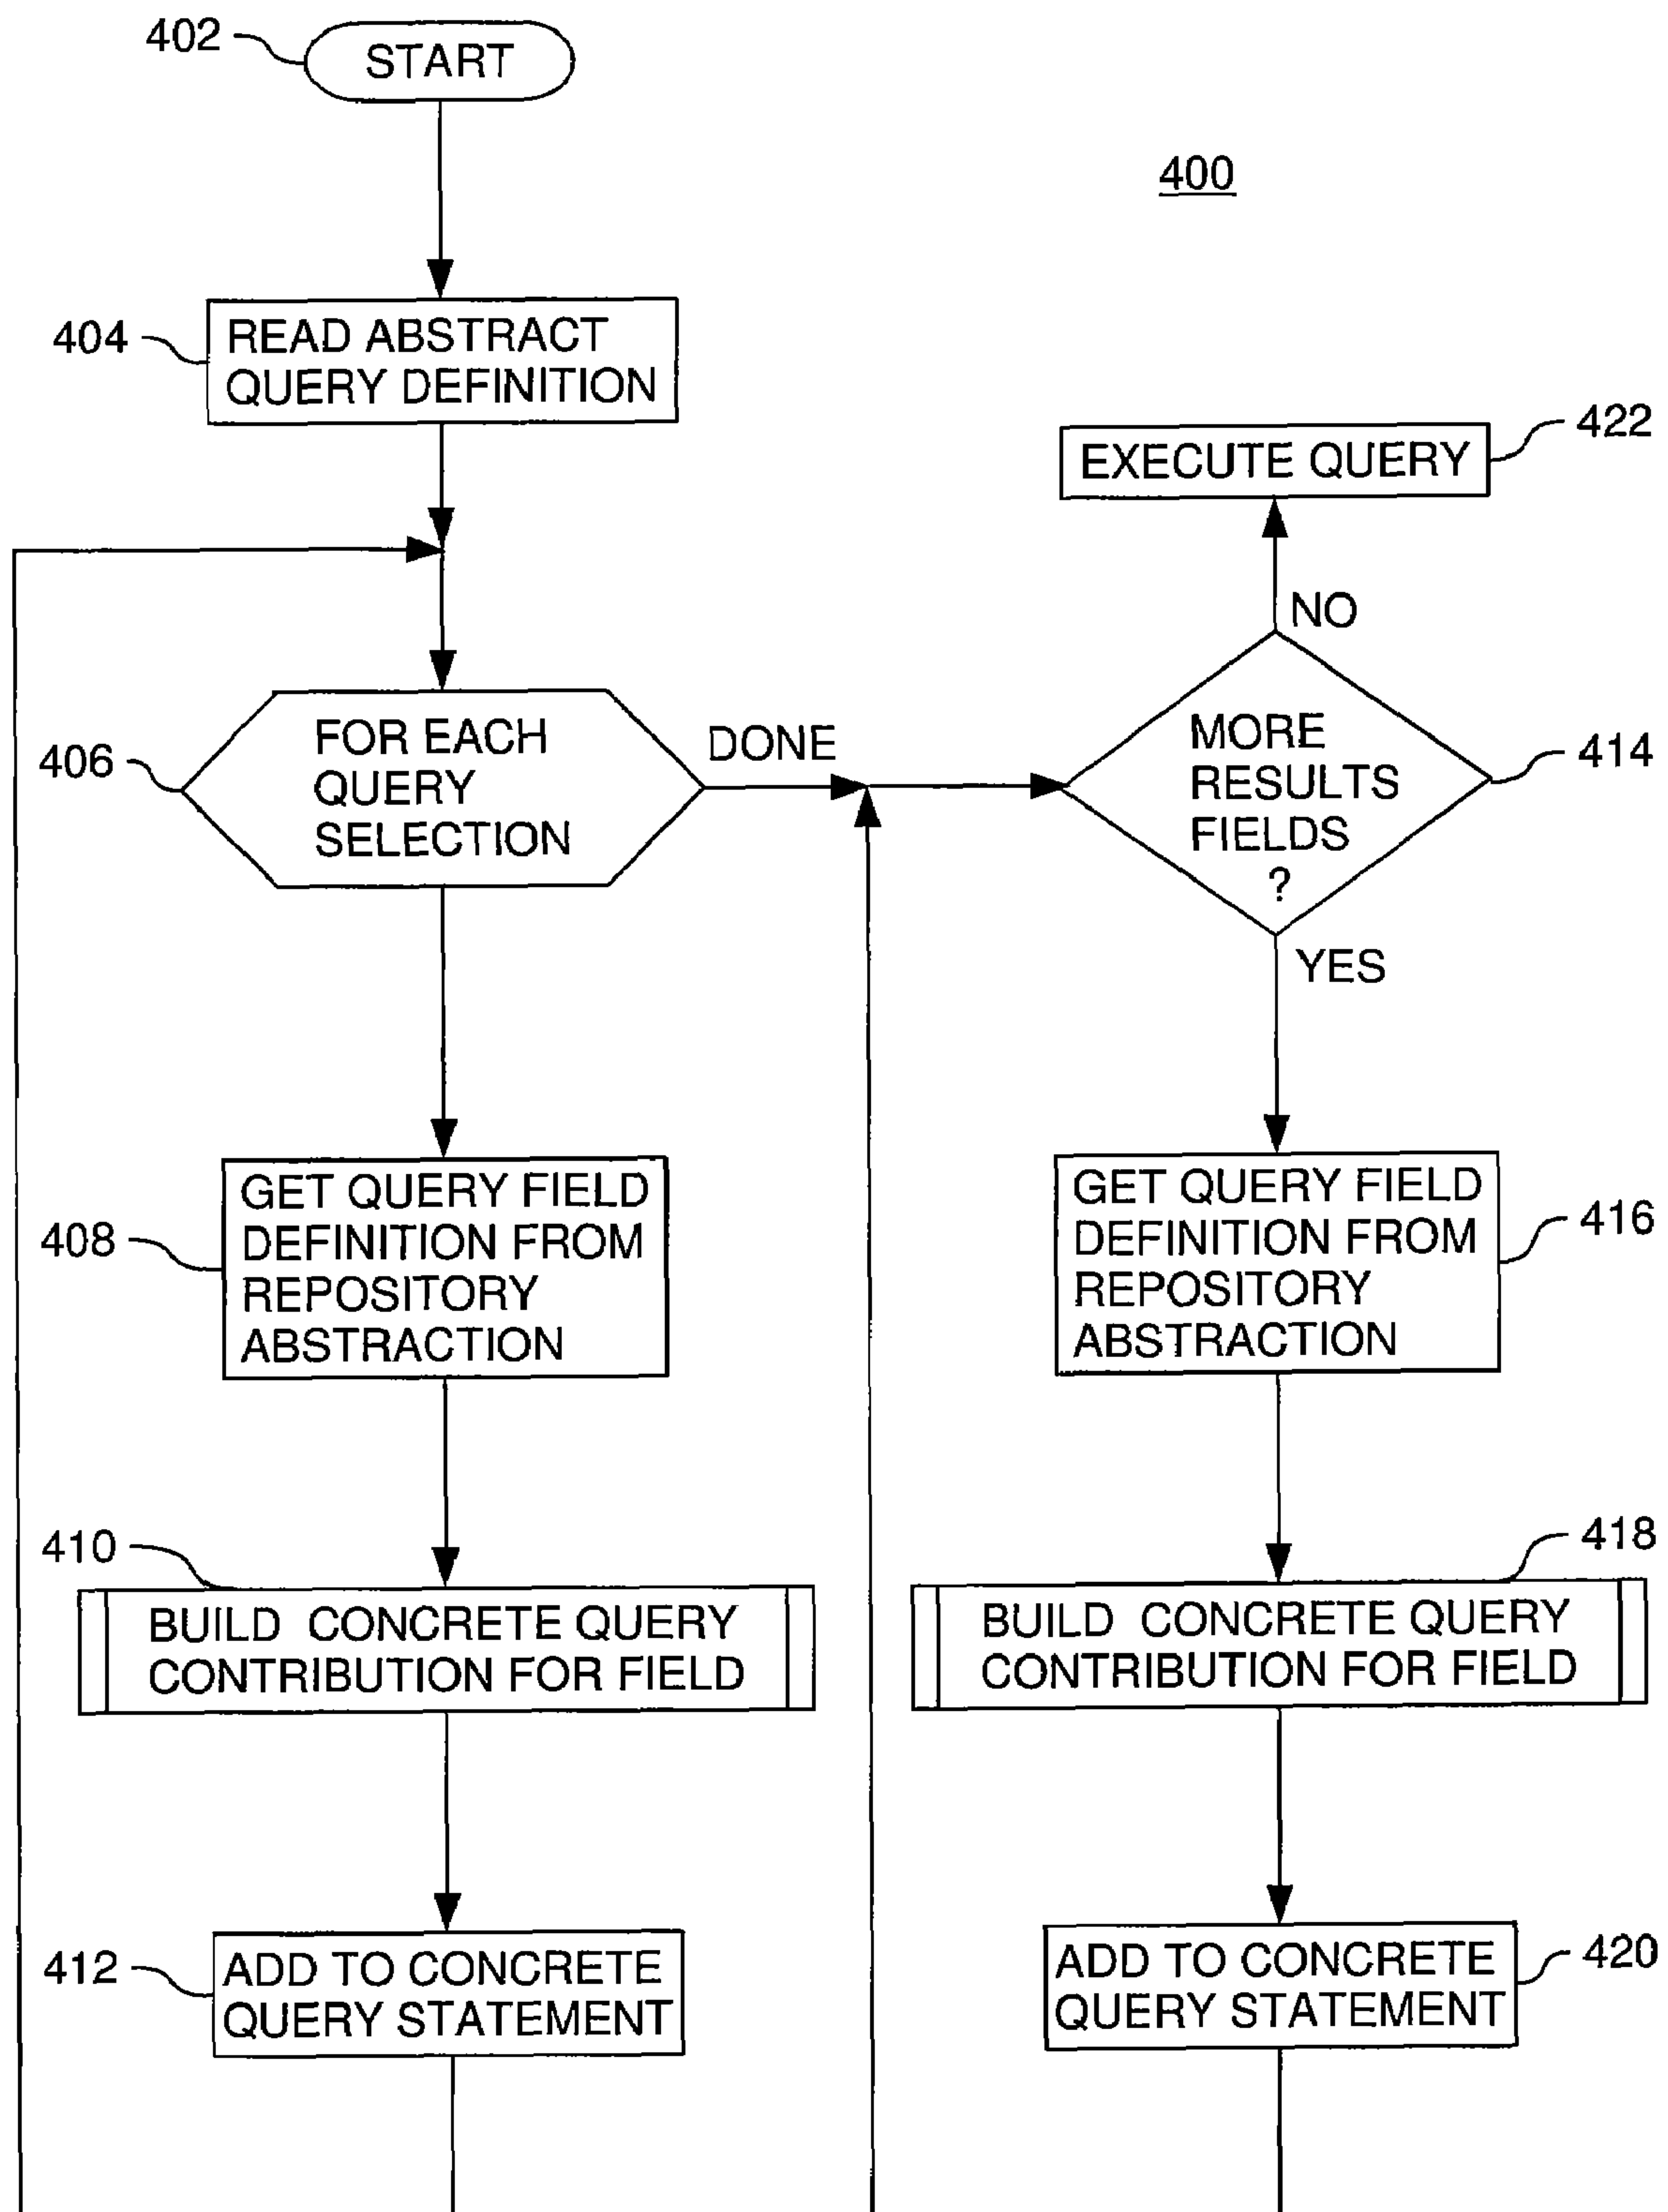 402
START
400
404
READ ABSTRACT
QUERY DEFINITION
422
EXECUTE QUERY
NO
406
FOR EACH
QUERY
SELECTION
DONE
MORE
RESULTS
FIELDS
?
414
YES
408
GET QUERY FIELD
DEFINITION FROM
REPOSITORY
ABSTRACTION
GET QUERY FIELD
DEFINITION FROM
REPOSITORY
ABSTRACTION
416
410
BUILD CONCRETE QUERY
CONTRIBUTION FOR FIELD
418
BUILD CONCRETE QUERY
CONTRIBUTION FOR FIELD
412
ADD TO CONCRETE
QUERY STATEMENT
ADD TO CONCRETE
QUERY STATEMENT
420